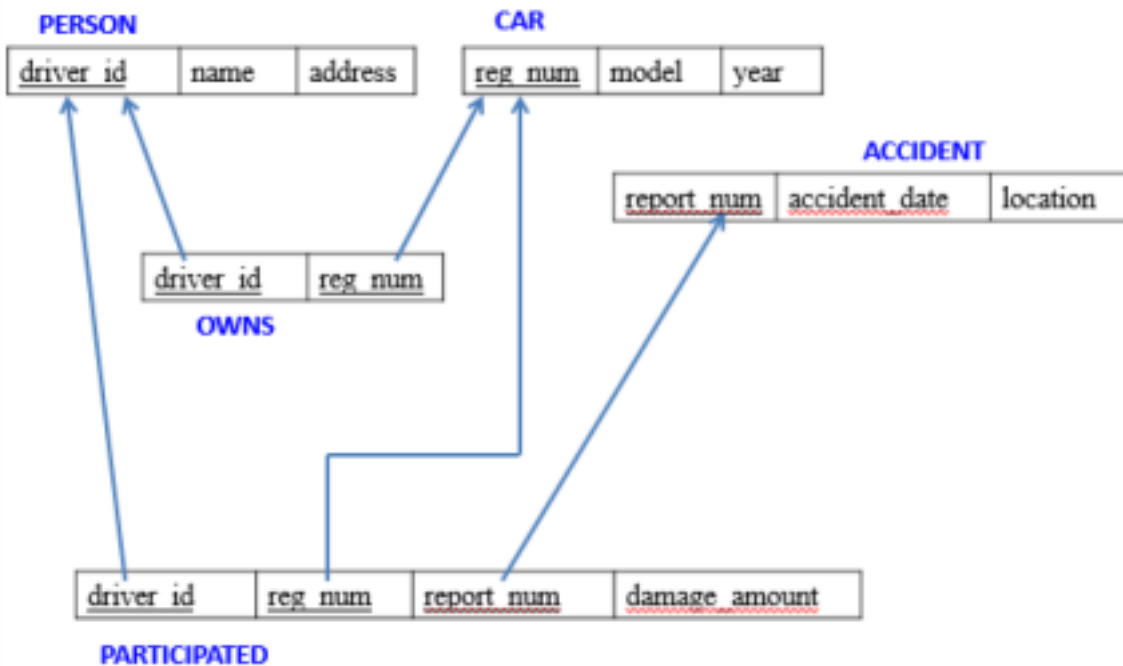 PERSON CAR
driver_id name address reg_num model year
ACCIDENT
report_num accident_date location
driver_id reg_num
OWNS
driver_id reg_num report_num damage_amount
PARTICIPATED